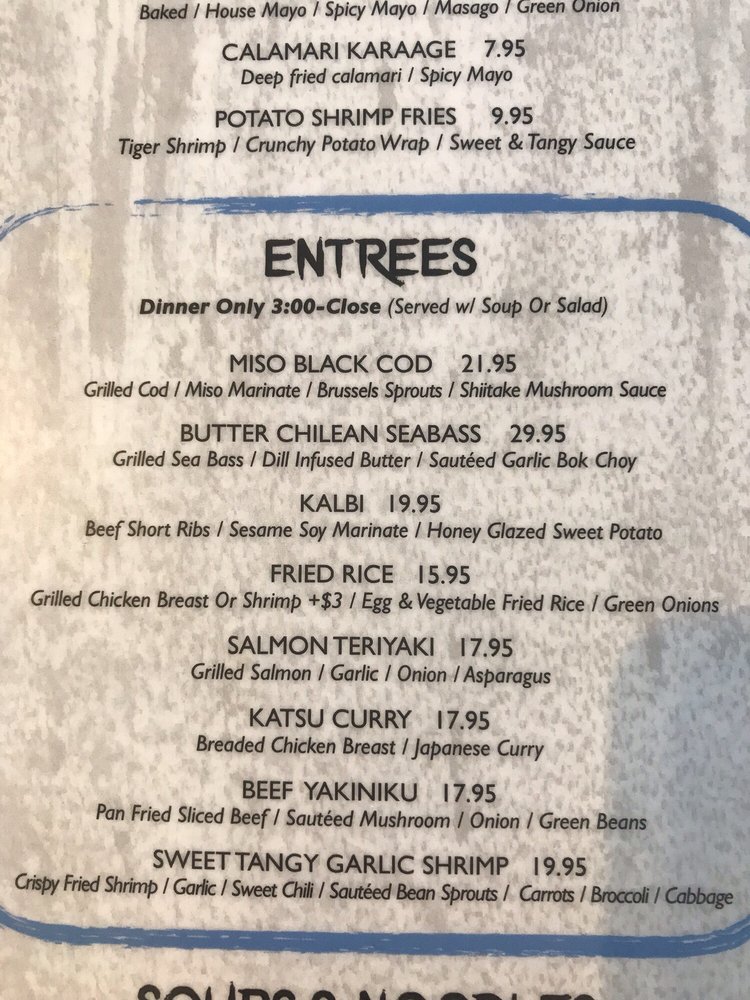 Baked / House Mayo / Spicy Mayo / Masago / Green Onion
CALAMARI KARAAGE 7.95
Deep fried calamari / Spicy Mayo
POTATO SHRIMP FRIES 9.95
Tiger Shrimp / Crunchy Potato Wrap / Sweet & Tangy Sauce
ENTREES
Dinner Only 3:00-Close (Served w/ Soup Or Salad)
MISO BLACK COD 21.95
Grilled Cod / Miso Marinate / Brussels Sprouts / Shiitake Mushroom Sauce
BUTTER CHILEAN SEABASS 29.95
Grilled Sea Bass / Dill Infused Butter / Sautéed Garlic Bok Choy
KALBI 19.95
Beef Short Ribs / Sesame Soy Marinate / Honey Glazed Sweet Potato
FRIED RICE 15.95
Grilled Chicken Breast Or Shrimp +$3 / Egg & Vegetable Fried Rice / Green Onions
SALMON TERIYAKI 17.95
Grilled Salmon / Garlic / Onion / Asparagus
KATSU CURRY 17.95
Breaded Chicken Breast / Japanese Curry
BEEF YAKINIKU 17.95
Pan Fried Sliced Beef / Sautéed Mushroom / Onion / Green Beans
SWEET TANGY GARLIC SHRIMP 19.95
Crispy Fried Shrimp / Garlic / Sweet Chili / Sautéed Bean Sprouts / Carrots / Broccoli / Cabbage
SOUPS & NOODLES